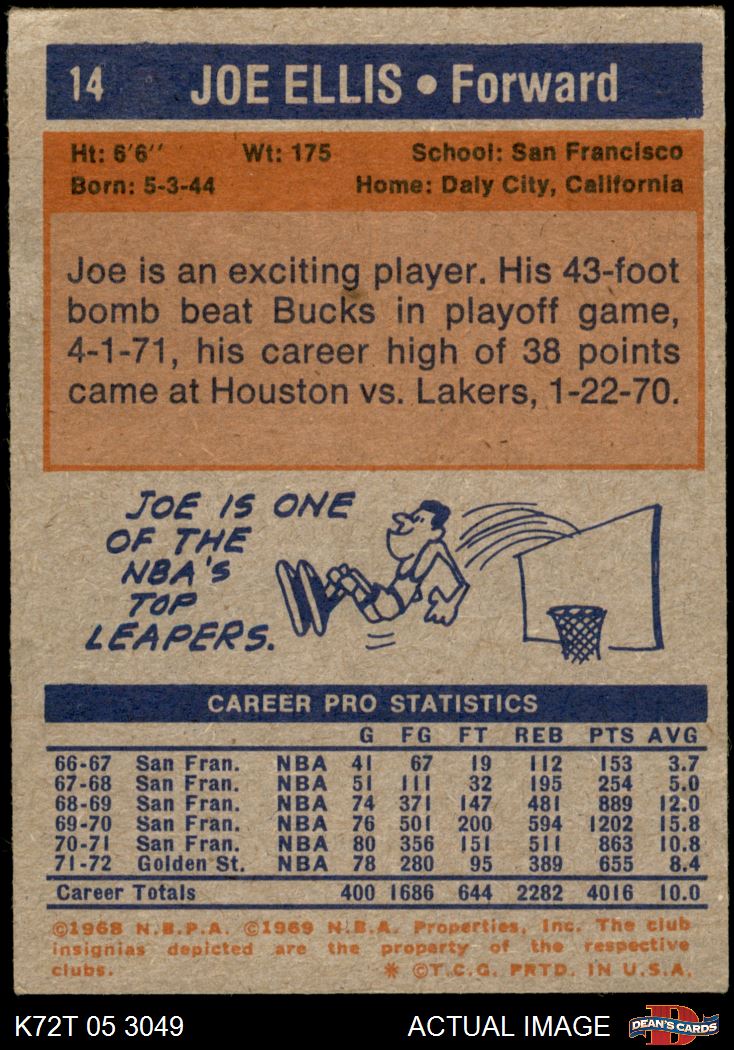 14 JOE ELLIS • Forward
Ht: 6'6'' Wt: 175 School: San Francisco
Born: 5-3-44 Home: Daly City, California
Joe is an exciting player. His 43-foot
bomb beat Bucks in playoff game,
4-1-71, his career high of 38 points
came at Houston vs. Lakers, 1-22-70.
JOE IS ONE
OF THE
NBA'S
TOP
LEAPERS.
CAREER PRO STATISTICS
G FG FT REB PTS AVG
66-67 San Fran. NBA 41 67 19 112 153 3.7
67-68 San Fran. NBA 51 111 32 195 254 5.0
68-69 San Fran. NBA 74 371 147 481 889 12.0
69-70 San Fran. NBA 76 501 200 594 1202 15.8
70-71 San Fran. NBA 80 356 151 511 863 10.8
71-72 Golden St. NBA 78 280 95 389 655 8.4
Career Totals 400 1686 644 2282 4016 10.0
©1968 N.B.P.A. ©1969 N.B.A. Properties, Inc. The club
insignias depicted are the property of the respective
clubs. * ©T.C.G. PRTD. IN U.S.A.
K72T 05 3049 ACTUAL IMAGE DEAN'S CARDS